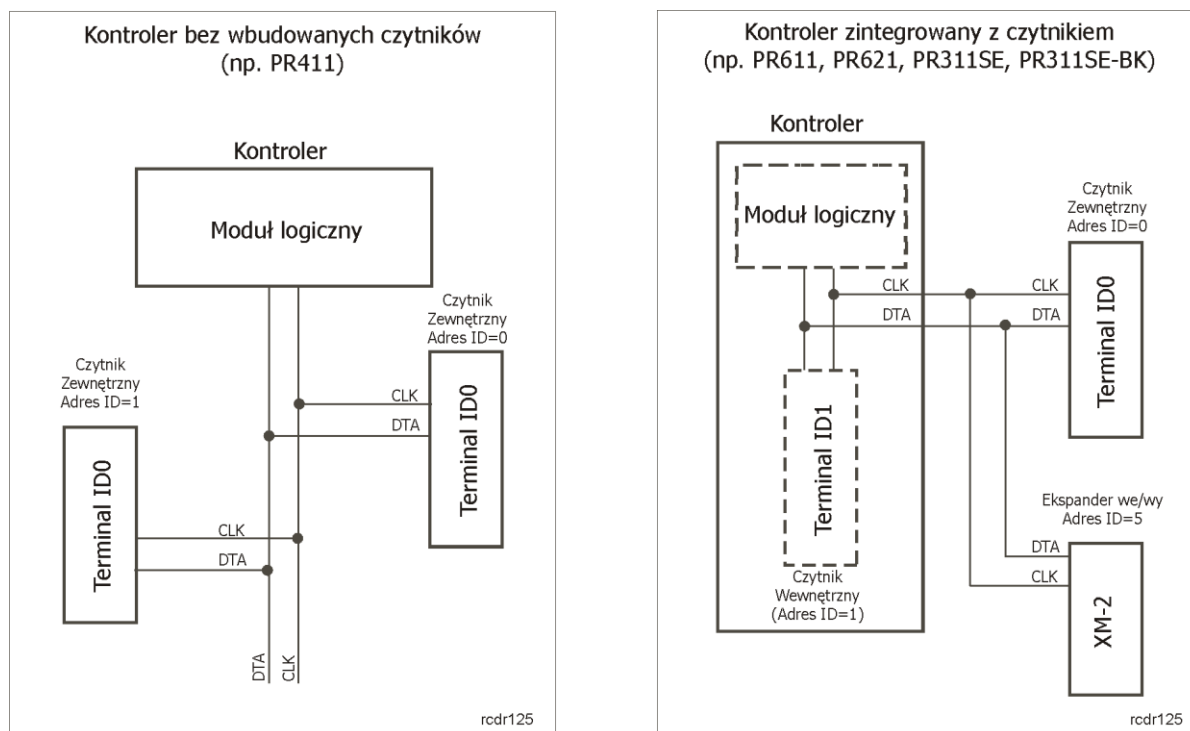 Kontroler bez wbudowanych czytników
(np. PR411)
Kontroler
Moduł logiczny
Czytnik
Zewnętrzny
Adres ID=0
CLK
DTA
Terminal ID0
Czytnik
Zewnętrzny
Adres ID=1
Terminal ID0
CLK
DTA
DTA
CLK
rcdr125
Kontroler zintegrowany z czytnikiem
(np. PR611, PR621, PR311SE, PR311SE-BK)
Kontroler
Moduł logiczny
Czytnik
Zewnętrzny
Adres ID=0
CLK
CLK
DTA
DTA
Terminal ID0
Terminal ID1
Czytnik
Wewnętrzny
(Adres ID=1)
Ekspander we/wy
Adres ID=5
DTA
CLK
XM-2
rcdr125